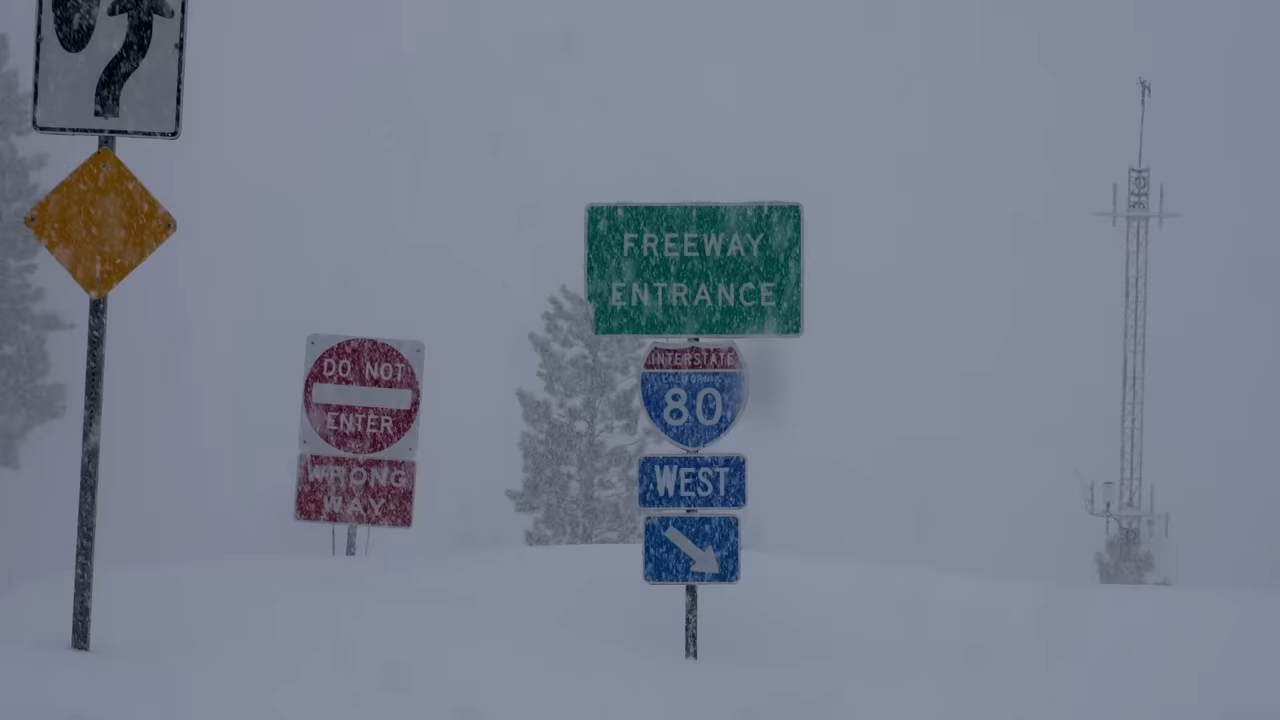 DO NOT
ENTER
WRONG
WAY
FREEWAY
ENTRANCE
INTERSTATE
CALIFORNIA
80
WEST